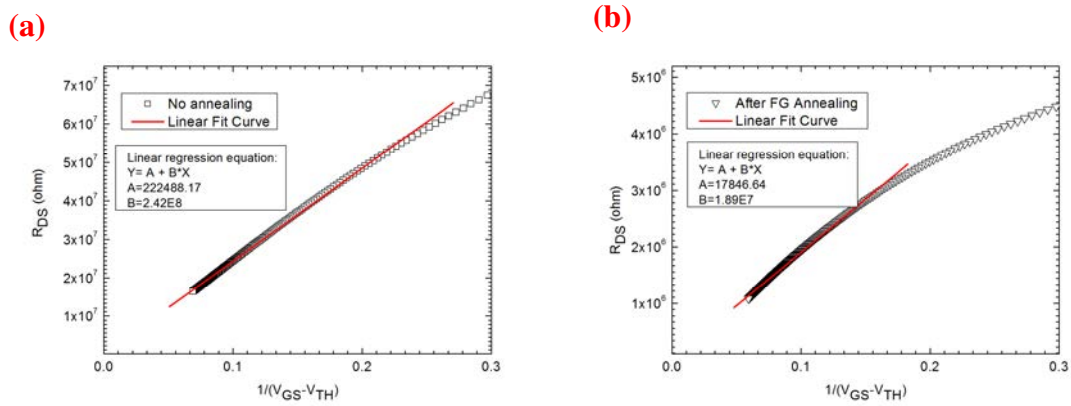 (a)
R_DS (ohm)
7x10^7
6x10^7
5x10^7
4x10^7
3x10^7
2x10^7
1x10^7
No annealing
Linear Fit Curve
Linear regression equation:
Y= A + B*X
A=222488.17
B=2.42E8
0.0 0.1 0.2 0.3
1/(V_GS-V_TH)
(b)
R_DS (ohm)
5x10^6
4x10^6
3x10^6
2x10^6
1x10^6
After FG Annealing
Linear Fit Curve
Linear regression equation:
Y= A + B*X
A=17846.64
B=1.89E7
0.0 0.1 0.2 0.3
1/(V_GS-V_TH)